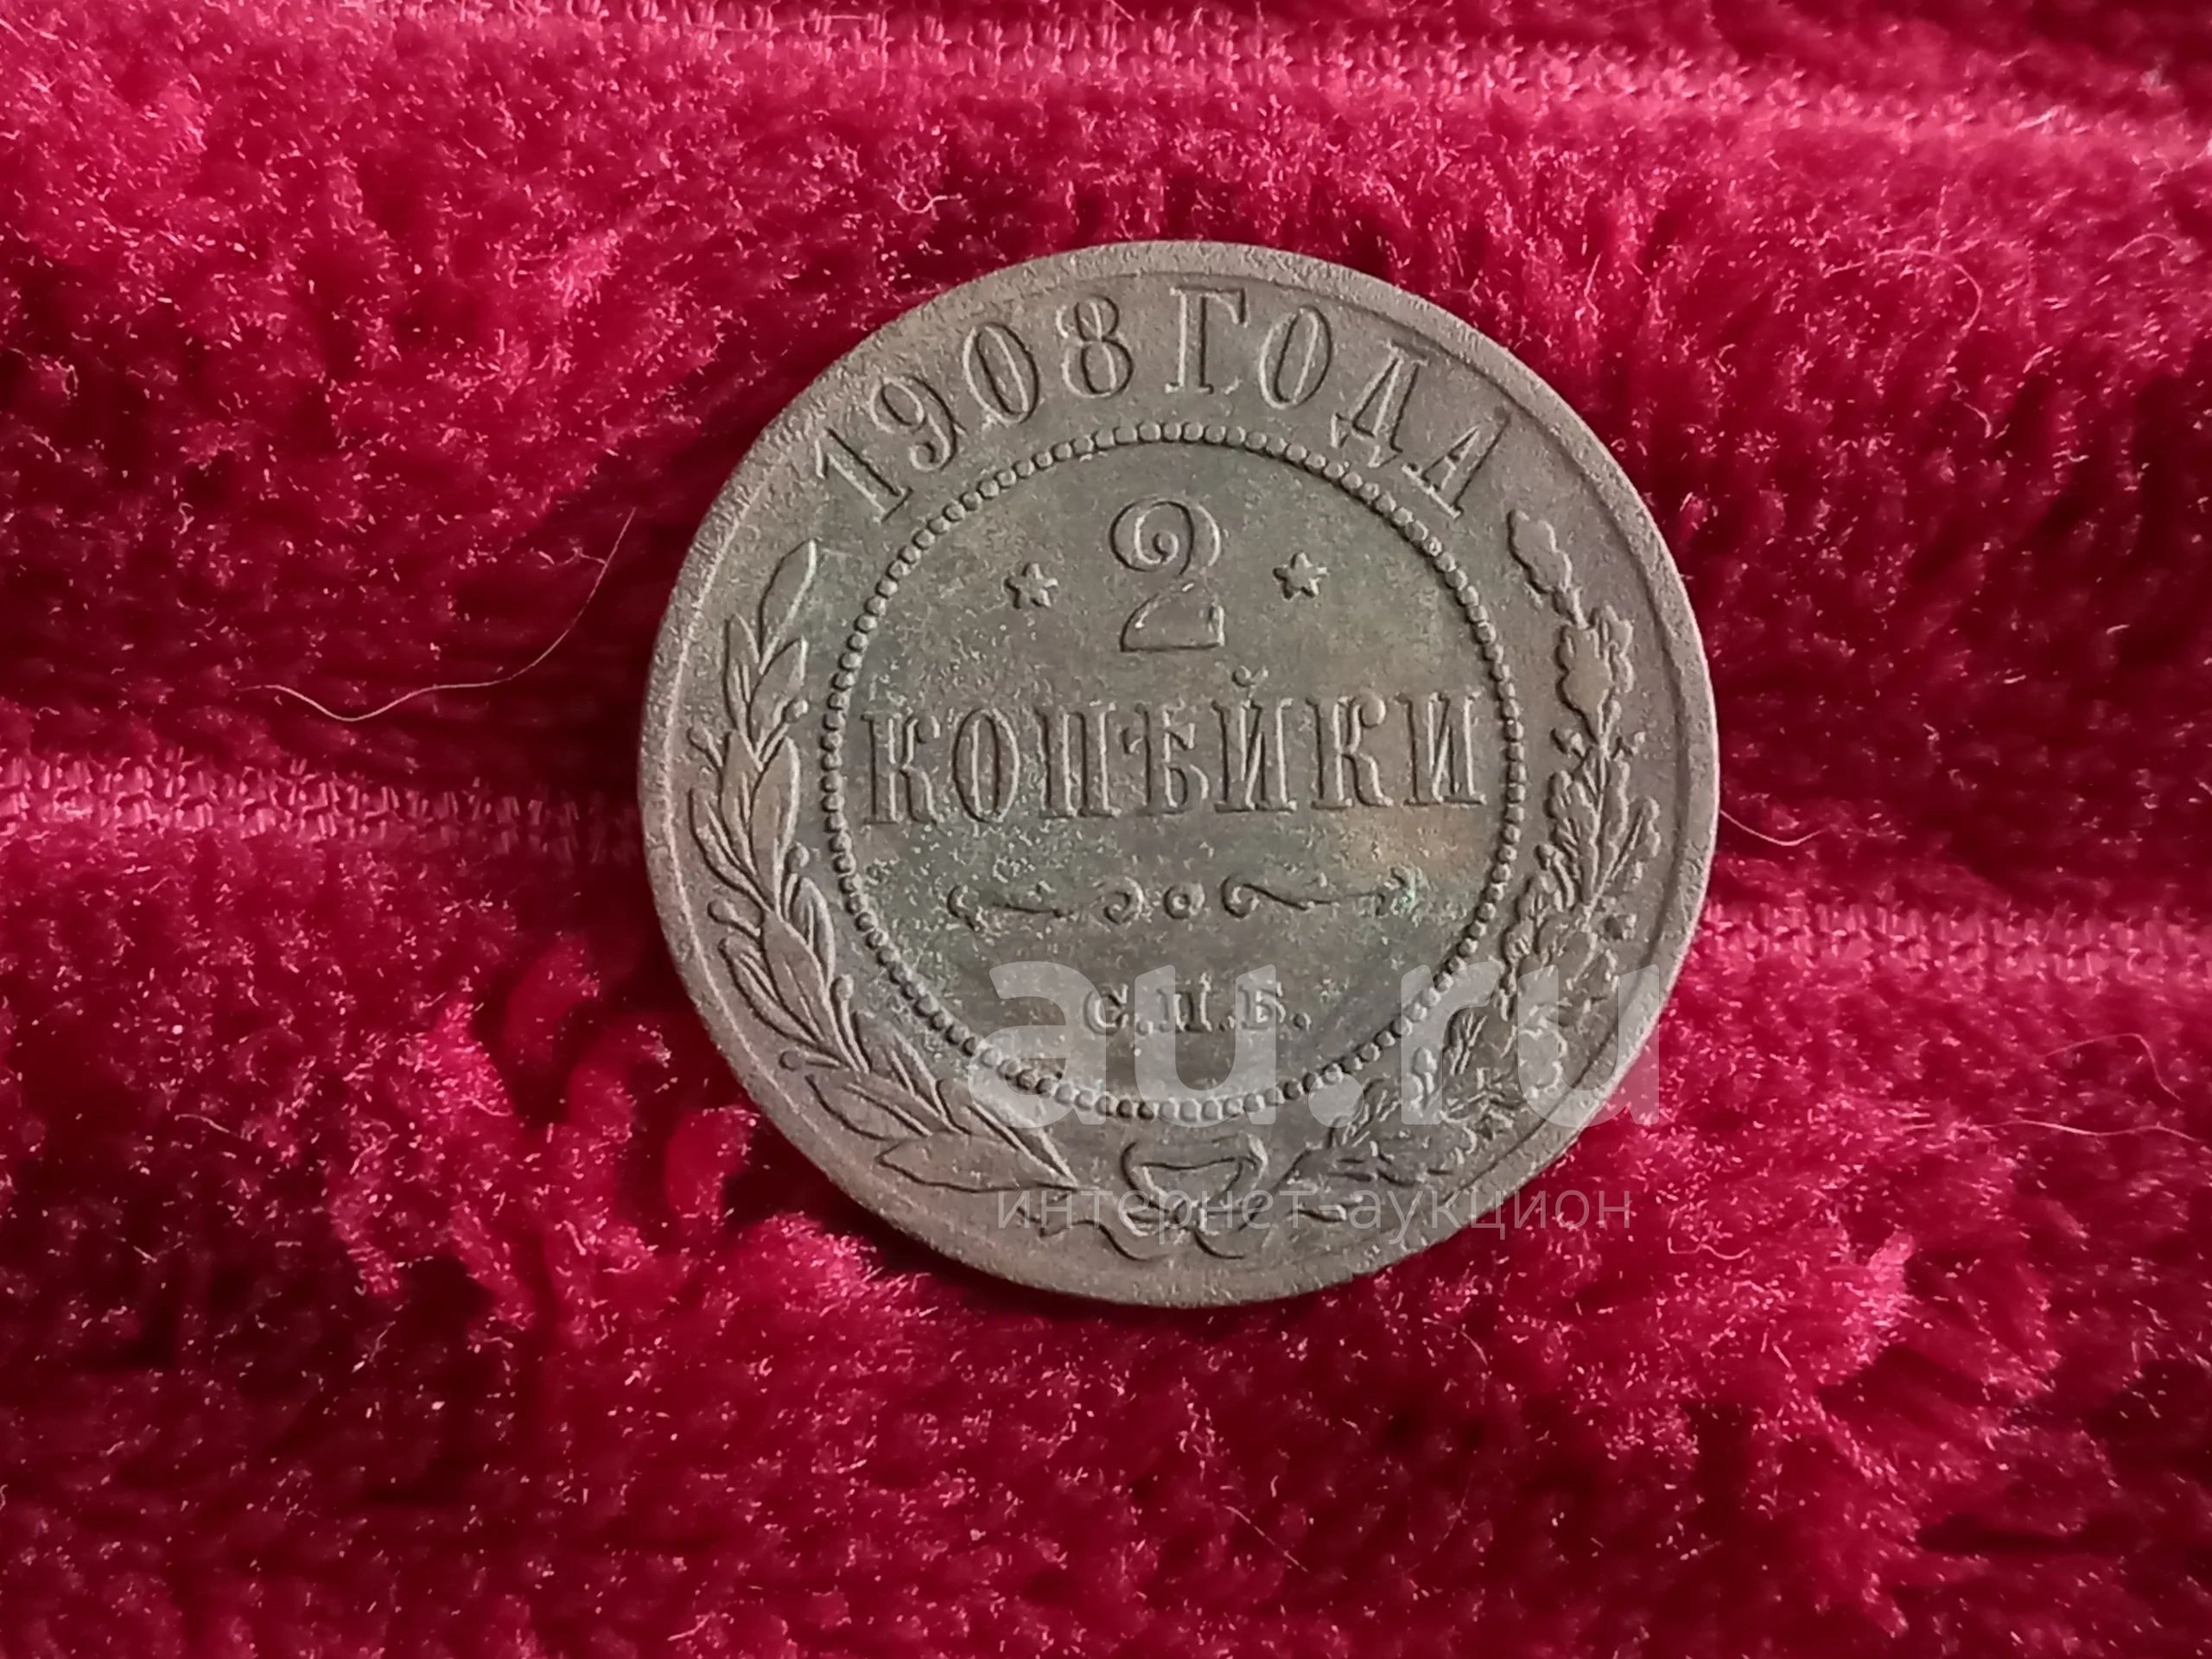 1908 ГОДА
2
КОПѢЙКИ
С.П.Б.
au.ru
интернет-аукцион